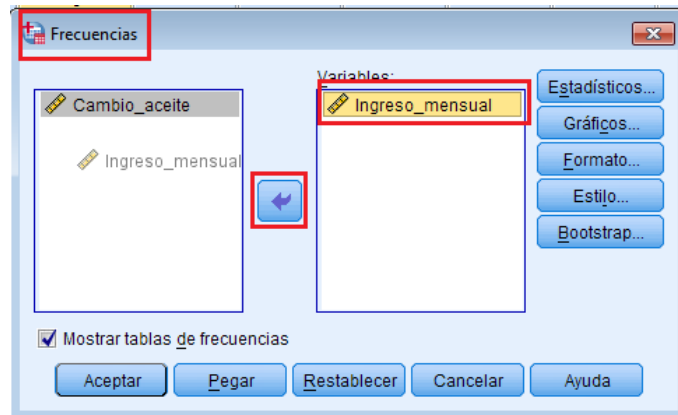 Frecuencias
Variables:
Cambio_aceite
Ingreso_mensual
Ingreso_mensual
Estadísticos...
Gráficos...
Formato...
Estilo...
Bootstrap...
Mostrar tablas de frecuencias
Aceptar
Pegar
Restablecer
Cancelar
Ayuda